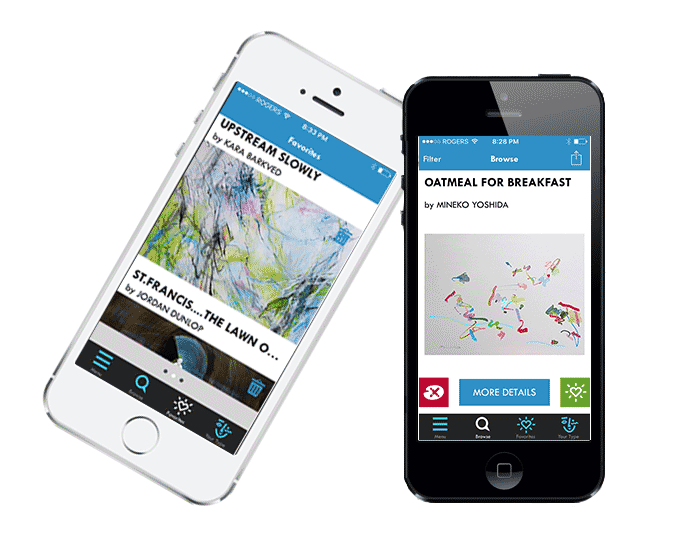 ROGERS
8:33 PM
Favorites
UPSTREAM SLOWLY
by KARA BARKVED
ST.FRANCIS....THE LAWN O...
by JORDAN DUNLOP
Menu
Browse
Favorites
Your Type
ROGERS
8:28 PM
Filter
Browse
OATMEAL FOR BREAKFAST
by MINEKO YOSHIDA
MORE DETAILS
Menu
Browse
Favorites
Your Type